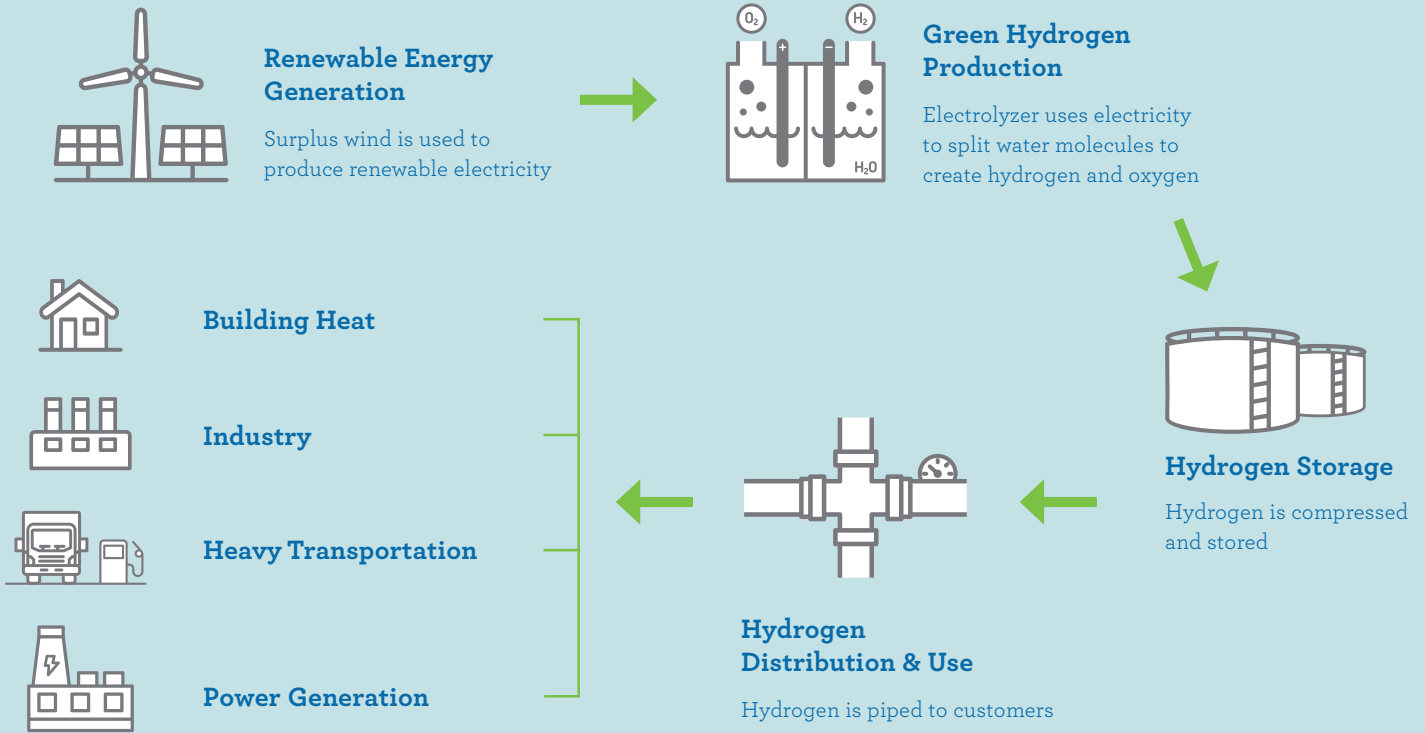 Renewable Energy
Generation
Surplus wind is used to
produce renewable electricity
O₂
H₂
+
−
H₂O
Green Hydrogen
Production
Electrolyzer uses electricity
to split water molecules to
create hydrogen and oxygen
Hydrogen Storage
Hydrogen is compressed
and stored
Hydrogen
Distribution & Use
Hydrogen is piped to customers
Building Heat
Industry
Heavy Transportation
Power Generation